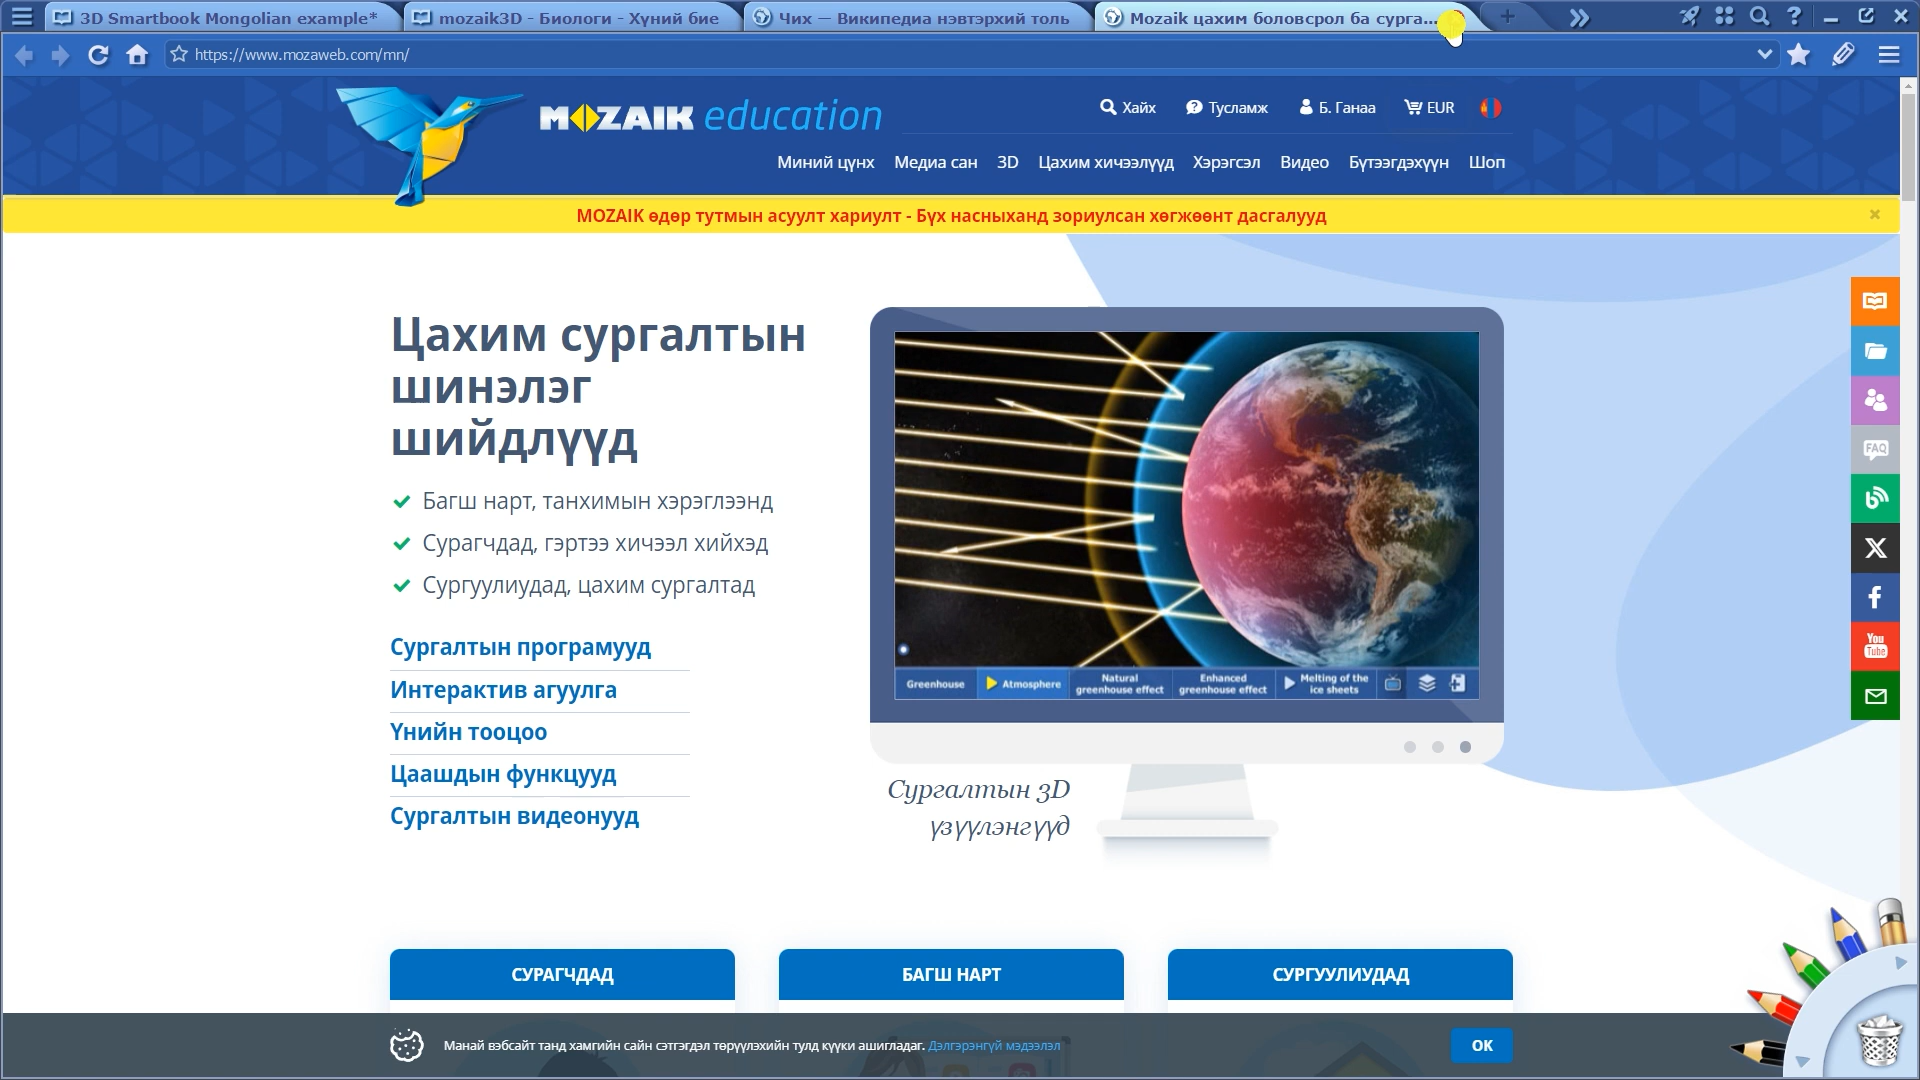 3D Smartbook Mongolian example*
mozaik3D - Биологи - Хүний бие
Чих — Википедиа нэвтэрхий толь
Mozaik цахим боловсрол ба сурга...
https://www.mozaweb.com/mn/
MOZAIK education
Хайх
Тусламж
Б. Ганаа
EUR
Миний цүнх
Медиа сан
3D
Цахим хичээлүүд
Хэрэгсэл
Видео
Бүтээгдэхүүн
Шоп
MOZAIK өдөр тутмын асуулт хариулт - Бүх насныханд зориулсан хөгжөөнт дасгалууд
Цахим сургалтын
шинэлэг
шийдлүүд
Багш нарт, танхимын хэрэглээнд
Сурагчдад, гэртээ хичээл хийхэд
Сургуулиудад, цахим сургалтад
Сургалтын програмууд
Интерактив агуулга
Үнийн тооцоо
Цаашдын функцууд
Сургалтын видеонууд
Greenhouse
Atmosphere
Natural
greenhouse effect
Enhanced
greenhouse effect
Melting of the
ice sheets
Сургалтын 3D
үзүүлэнгүүд
FAQ
You
Tube
СУРАГЧДАД
БАГШ НАРТ
СУРГУУЛИУДАД
Манай вэбсайт танд хамгийн сайн сэтгэгдэл төрүүлэхийн тулд күүки ашигладаг. Дэлгэрэнгүй мэдээлэл
OK